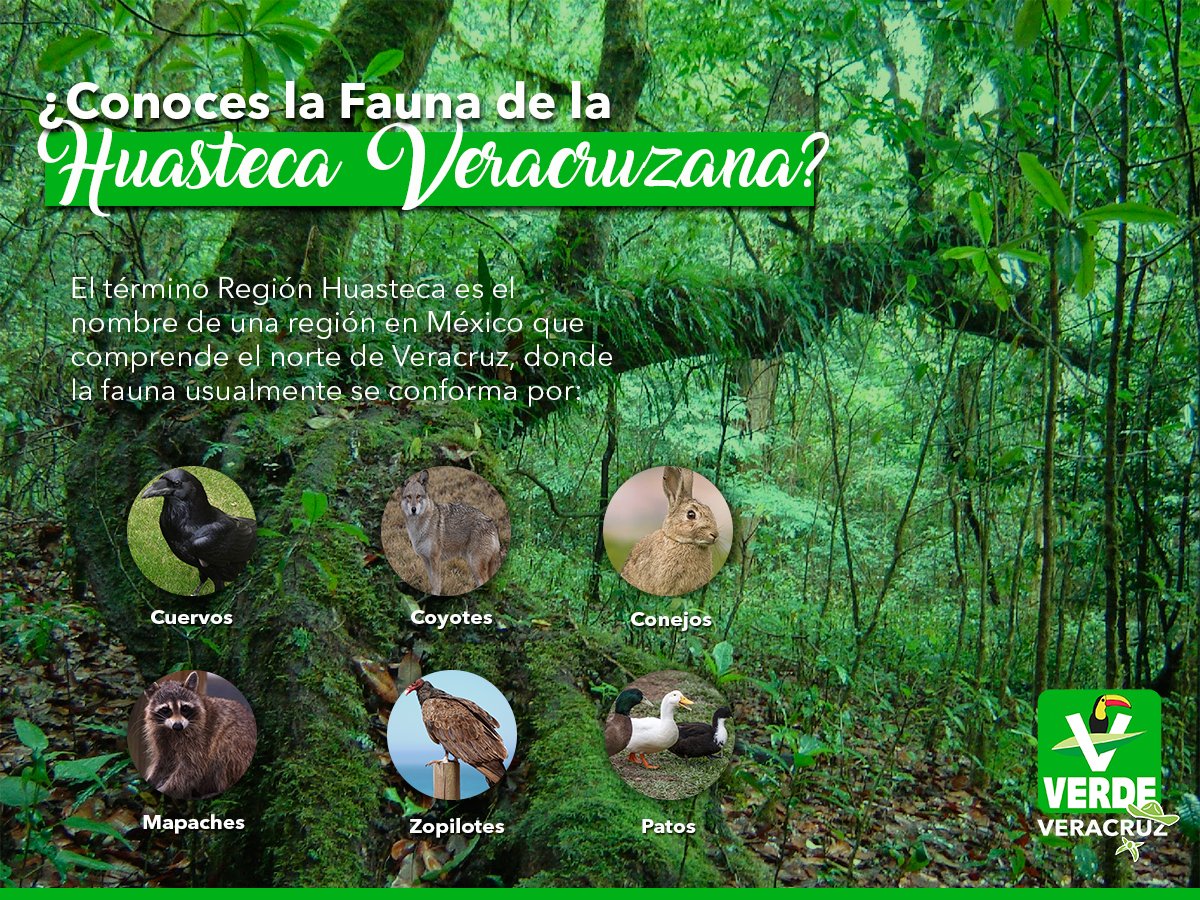 ¿Conoces la Fauna de la
Huasteca Veracruzana?
El término Región Huasteca es el
nombre de una región en México que
comprende el norte de Veracruz, donde
la fauna usualmente se conforma por:
Cuervos
Coyotes
Conejos
Mapaches
Zopilotes
Patos
V
VERDE
VERACRUZ